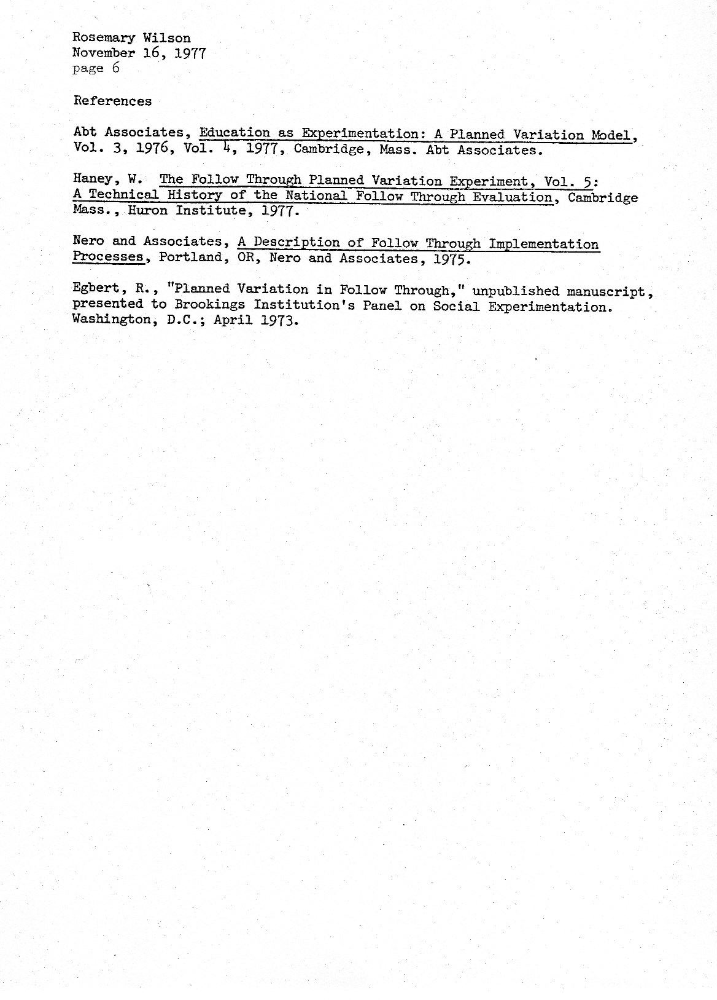 Rosemary Wilson
November 16, 1977
page 6
References
Abt Associates, Education as Experimentation: A Planned Variation Model,
Vol. 3, 1976, Vol. 4, 1977, Cambridge, Mass. Abt Associates.
Haney, W. The Follow Through Planned Variation Experiment, Vol. 5:
A Technical History of the National Follow Through Evaluation, Cambridge
Mass., Huron Institute, 1977.
Nero and Associates, A Description of Follow Through Implementation
Processes, Portland, OR, Nero and Associates, 1975.
Egbert, R., "Planned Variation in Follow Through," unpublished manuscript,
presented to Brookings Institution's Panel on Social Experimentation.
Washington, D.C.; April 1973.